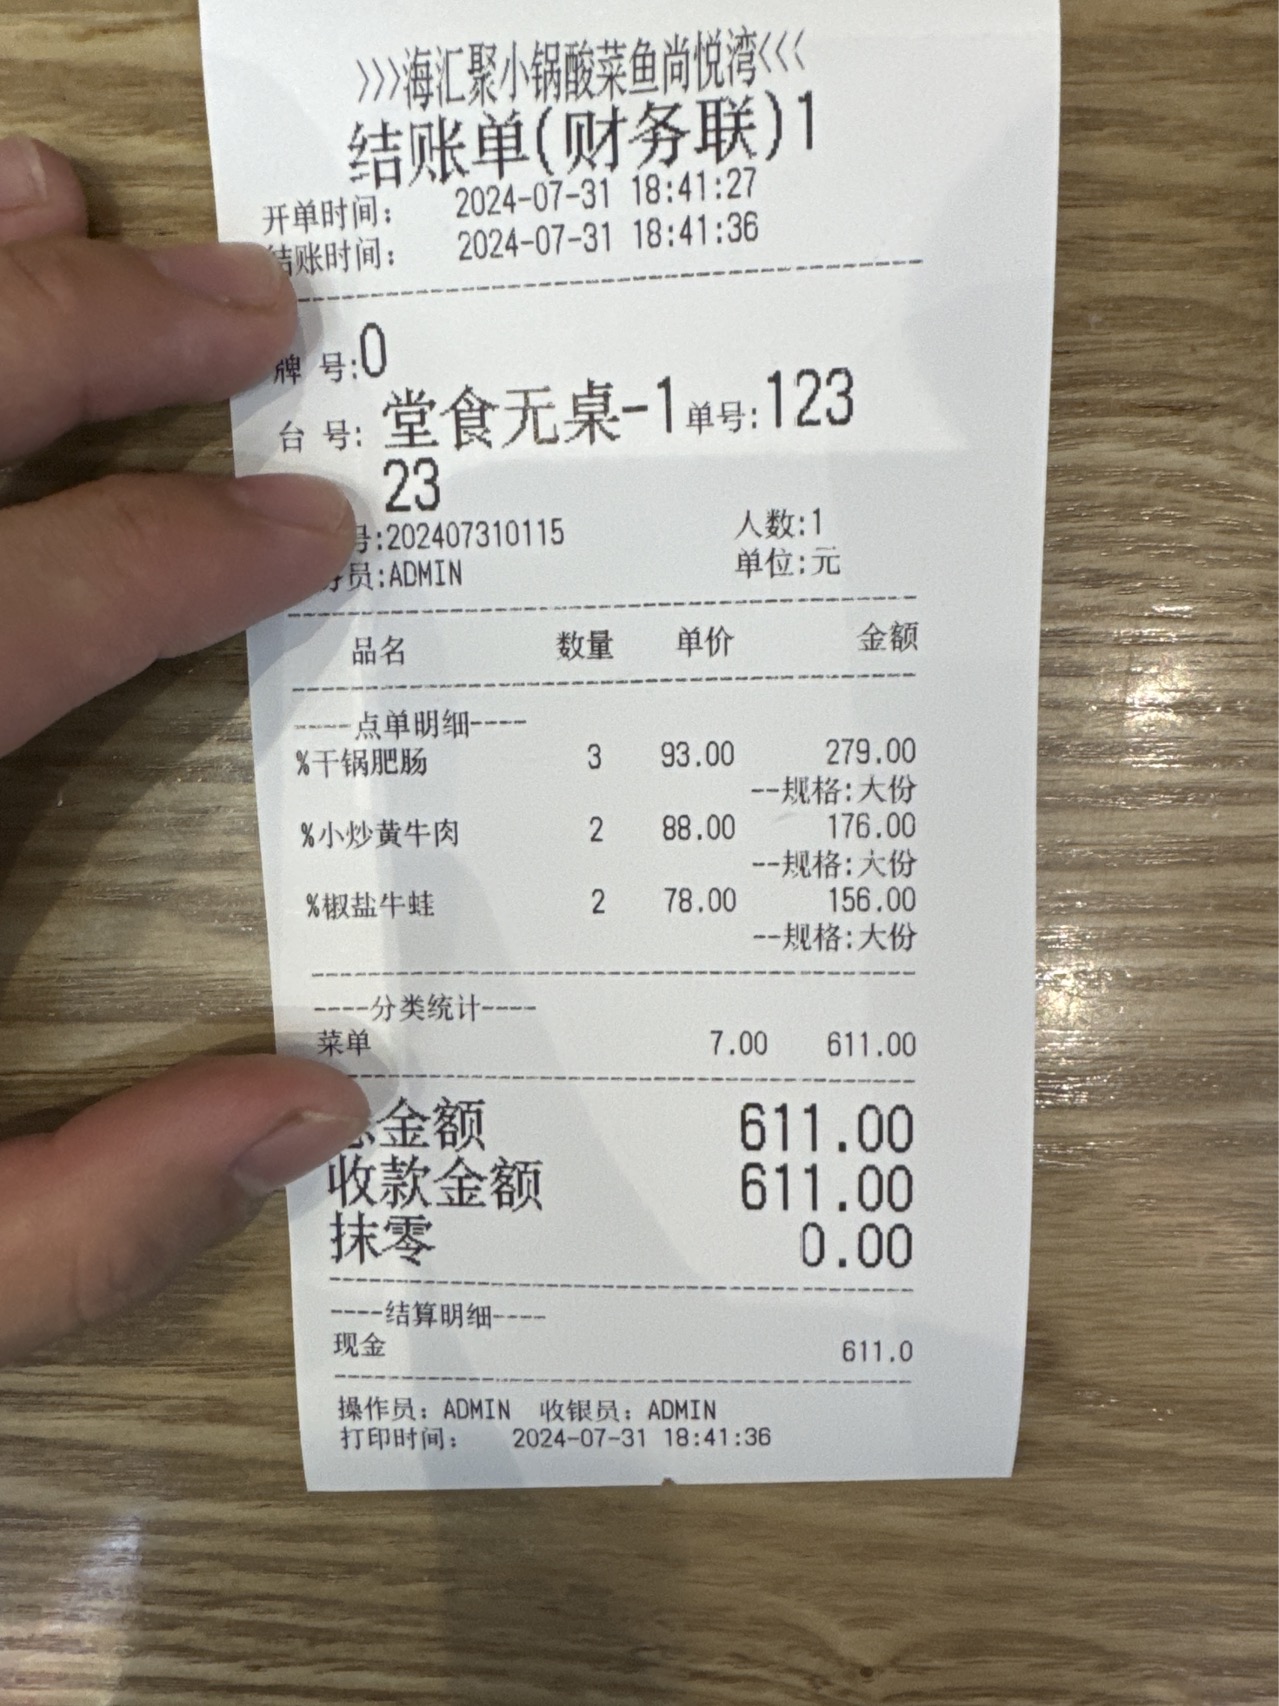 >>>海汇聚小锅酸菜鱼尚悦湾<<<
结账单(财务联)1
开单时间： 2024-07-31 18:41:27
结账时间： 2024-07-31 18:41:36
牌 号:0
台 号: 堂食无桌-1 单号:123
23
号:202407310115 人数:1
员:ADMIN 单位:元
品名 数量 单价 金额
----点单明细----
%干锅肥肠 3 93.00 279.00
--规格:大份
%小炒黄牛肉 2 88.00 176.00
--规格:大份
%椒盐牛蛙 2 78.00 156.00
--规格:大份
----分类统计----
菜单 7.00 611.00
金额 611.00
收款金额 611.00
抹零 0.00
----结算明细----
现金 611.0
操作员：ADMIN 收银员：ADMIN
打印时间： 2024-07-31 18:41:36